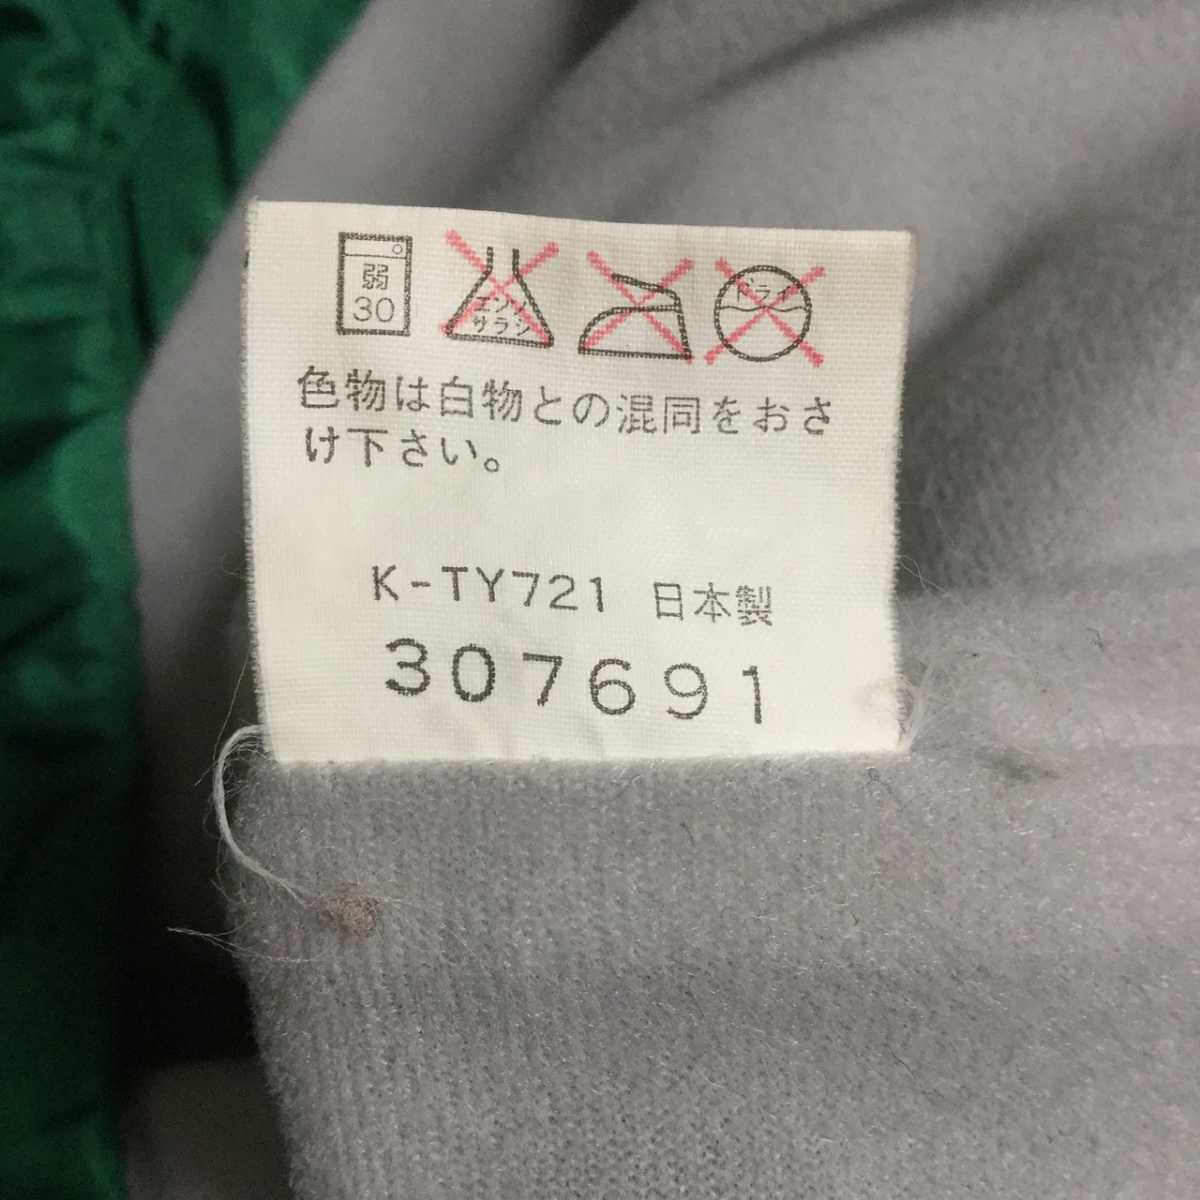 弱
30
エンソ
サラシ
ドライ
色物は白物との混同をおさ
け下さい。
K-TY721 日本製
307691